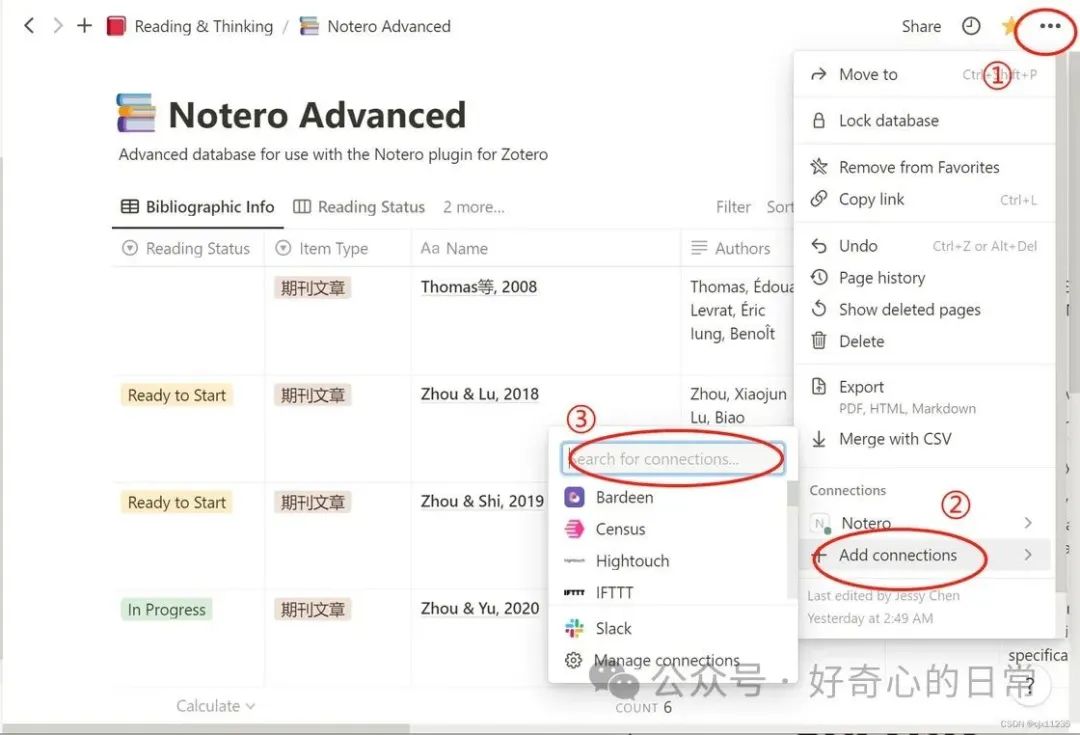 Reading & Thinking / Notero Advanced
Share
Notero Advanced
Advanced database for use with the Notero plugin for Zotero
Bibliographic Info Reading Status 2 more... Filter Sort
Reading Status Item Type Aa Name Authors
期刊文章 Thomas等, 2008 Thomas, Édoua
Levrat, Éric
Iung, BenoÎt
Ready to Start 期刊文章 Zhou & Lu, 2018 Zhou, Xiaojun
Lu, Biao
Ready to Start 期刊文章 Zhou & Shi, 2019
In Progress 期刊文章 Zhou & Yu, 2020
Calculate
COUNT 6
①
Move to Ctrl+Shift+P
Lock database
Remove from Favorites
Copy link Ctrl+L
Undo Ctrl+Z or Alt+Del
Page history
Show deleted pages
Delete
Export
PDF, HTML, Markdown
Merge with CSV
Connections
②
N Notero
Add connections
Last edited by Jessy Chen
Yesterday at 2:49 AM
③
Search for connections...
Bardeen
Census
Hightouch Hightouch
IFTTT IFTTT
Slack
Manage connections
specifica
?
公众号 · 好奇心的日常